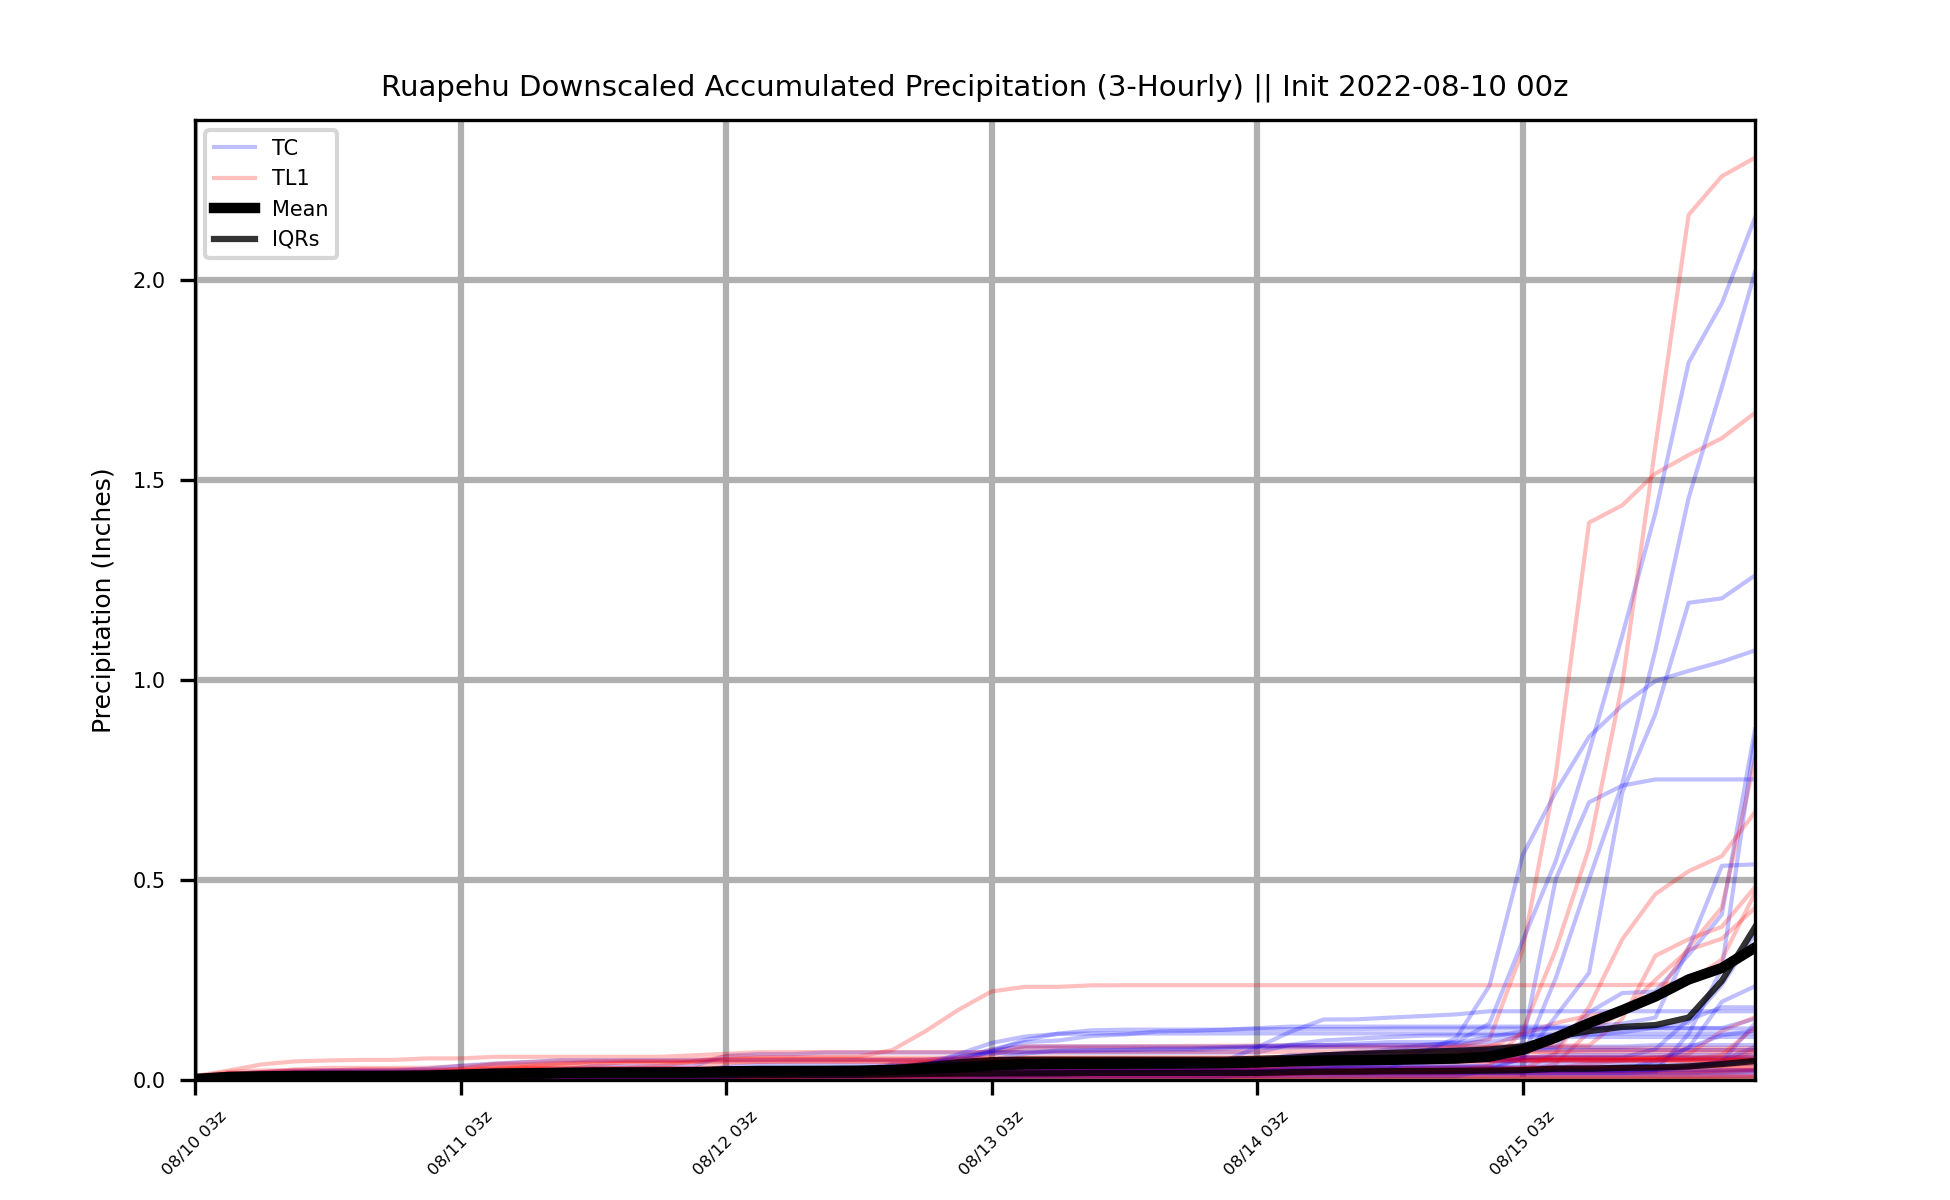 Ruapehu Downscaled Accumulated Precipitation (3-Hourly) || Init 2022-08-10 00z
TC
TL1
Mean
IQRs
Precipitation (Inches)
2.0
1.5
1.0
0.5
0.0
08/10 03z
08/11 03z
08/12 03z
08/13 03z
08/14 03z
08/15 03z